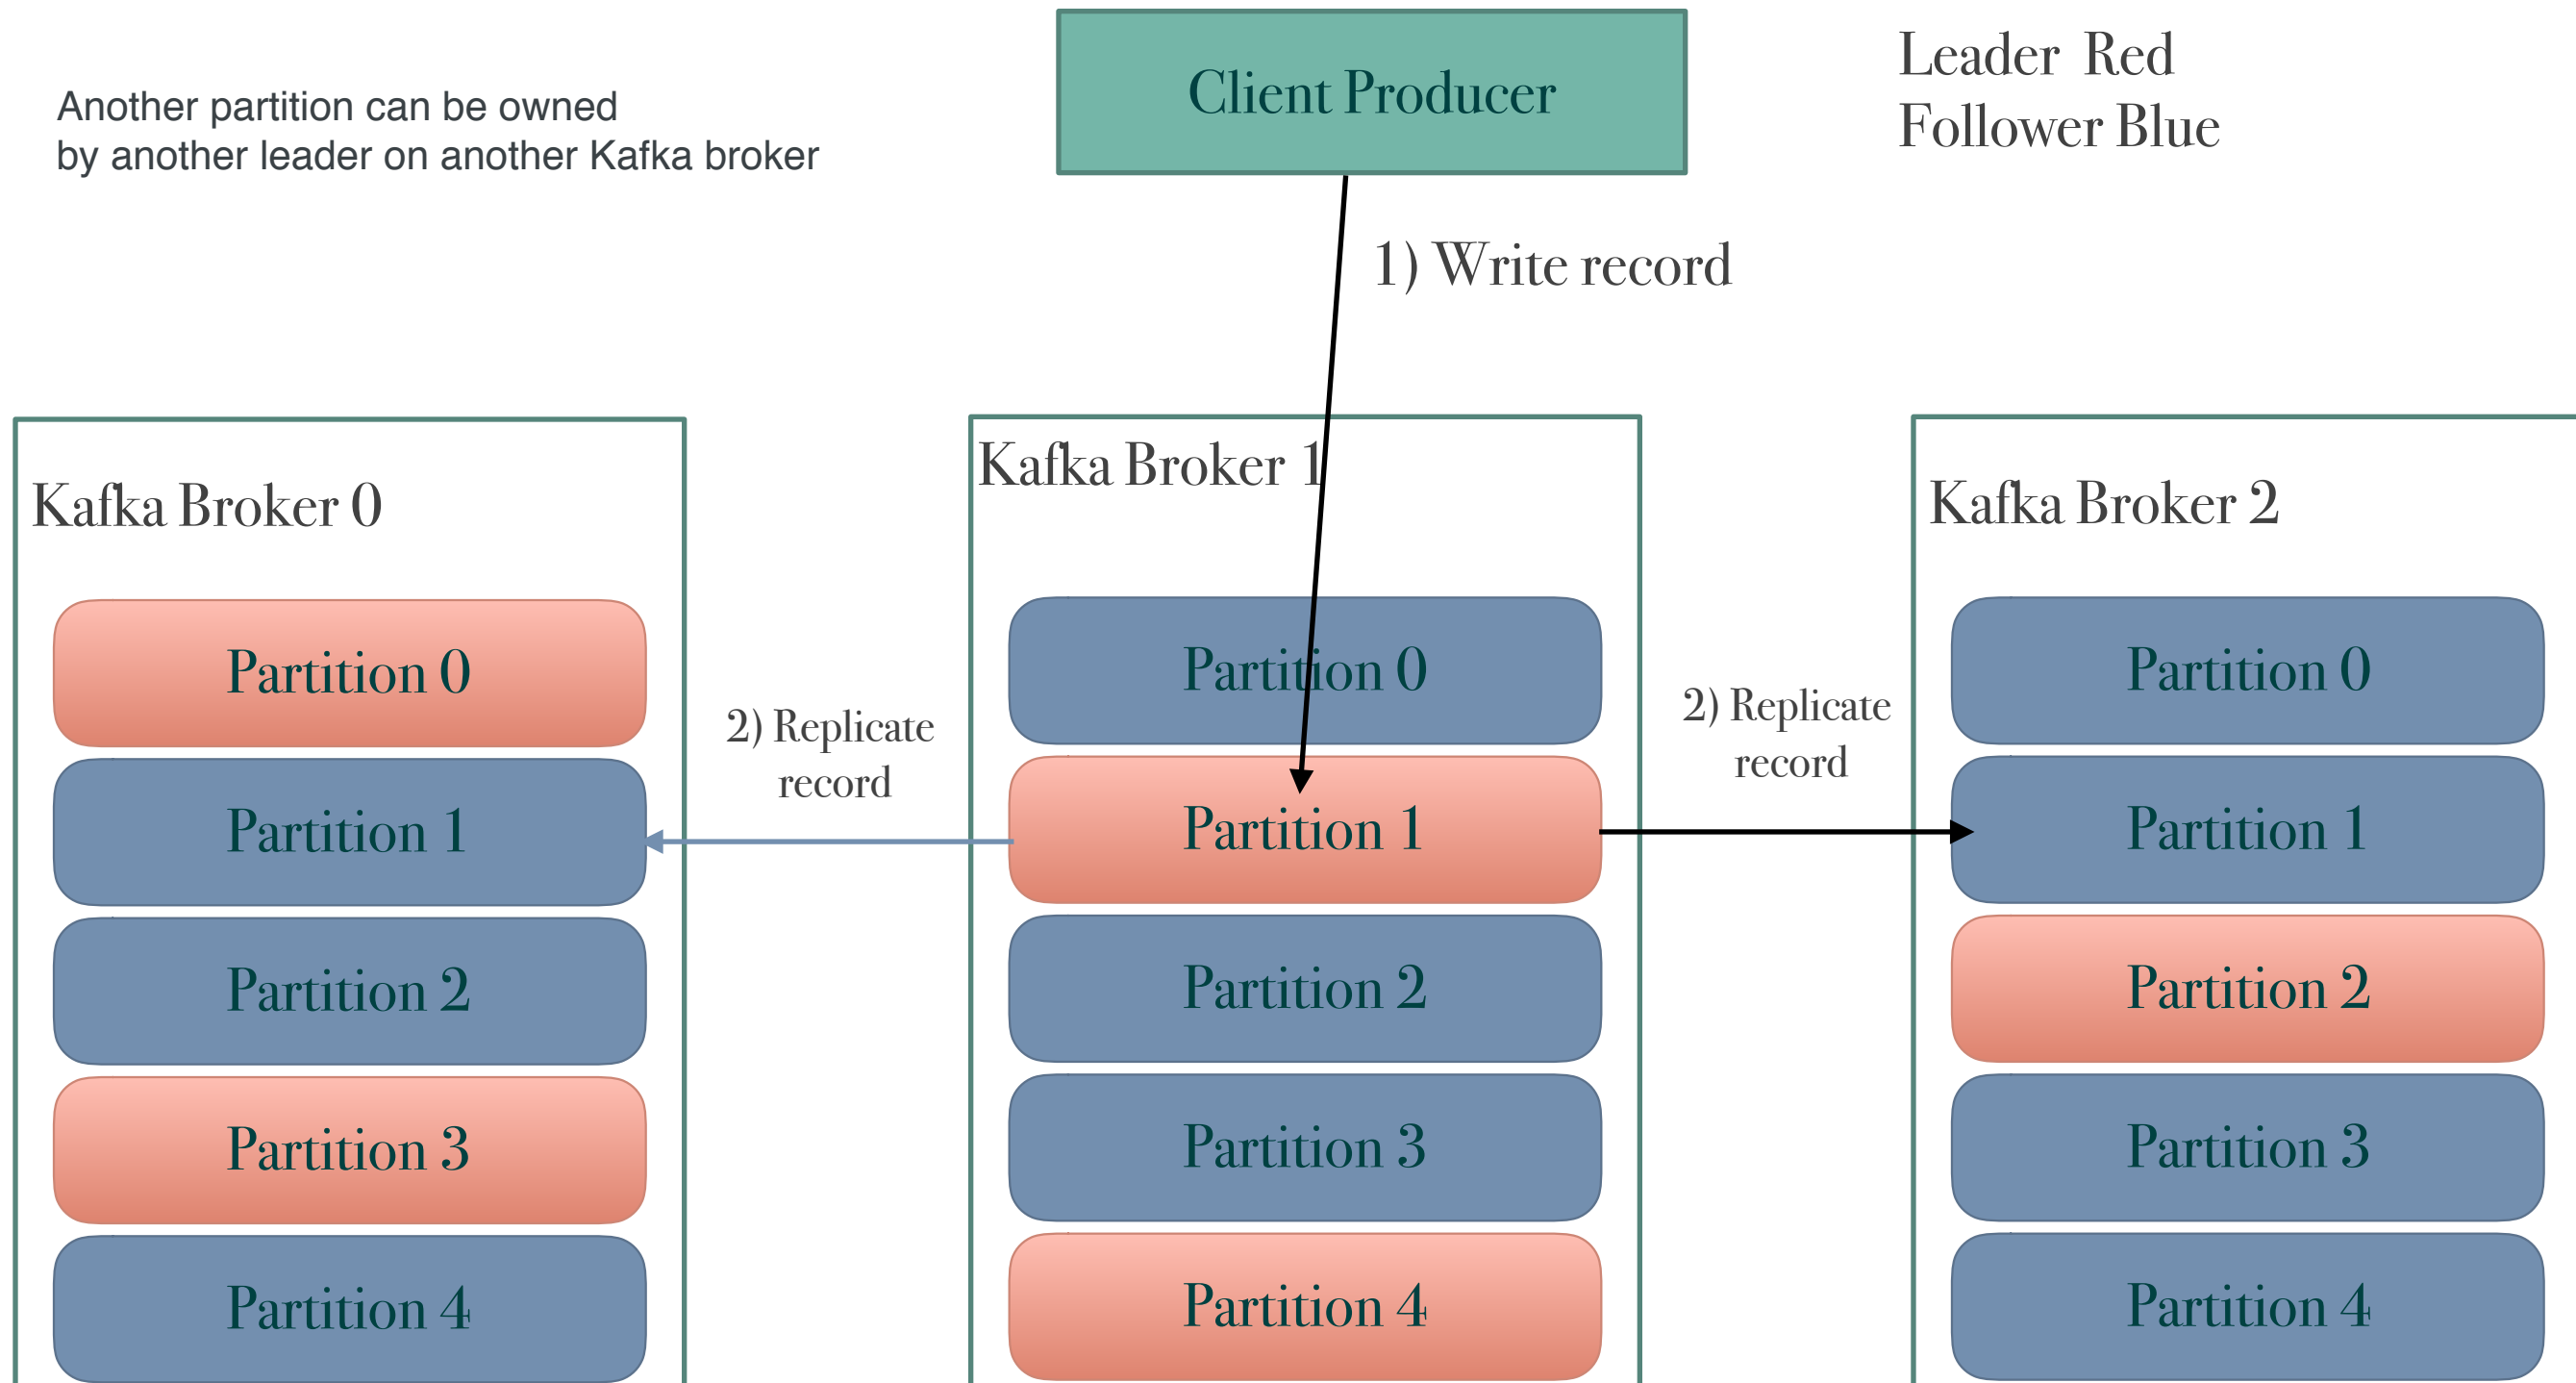 Another partition can be owned
by another leader on another Kafka broker
Client Producer
Leader Red
Follower Blue
1) Write record
Kafka Broker 0
Partition 0
Partition 1
Partition 2
Partition 3
Partition 4
2) Replicate
record
Kafka Broker 1
Partition 0
Partition 1
Partition 2
Partition 3
Partition 4
2) Replicate
record
Kafka Broker 2
Partition 0
Partition 1
Partition 2
Partition 3
Partition 4